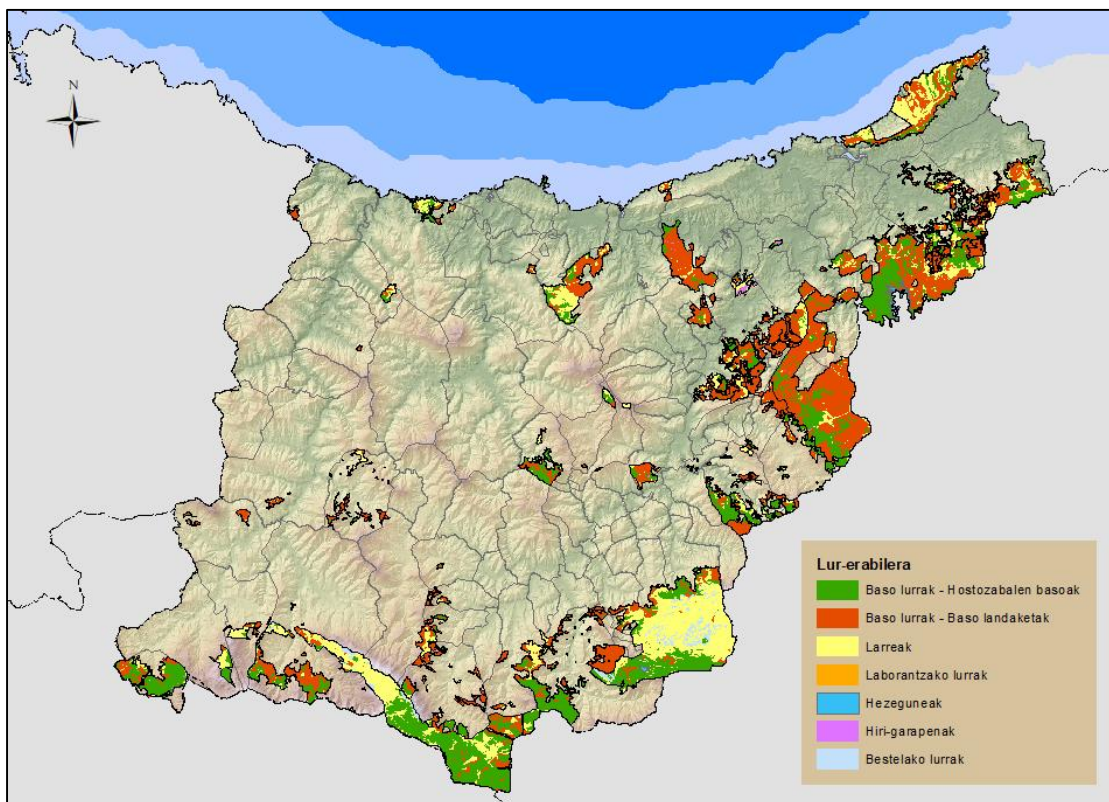 N
Lur-erabilera
Baso lurrak - Hostozabalen basoak
Baso lurrak - Baso landaketak
Larreak
Laborantzako lurrak
Hezeguneak
Hiri-garapenak
Bestelako lurrak